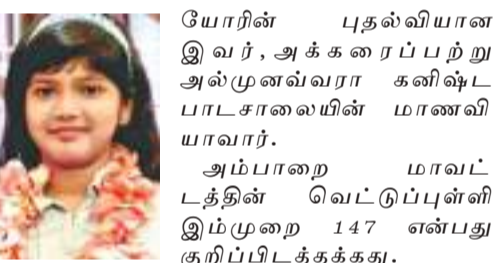 யோரின் புதல்வியான
இவர், அக்கரைப்பற்று
அல்முனவ்வரா கனிஷ்ட
பாடசாலையின் மாணவி
யாவார்.
அம்பாறை மாவட்
டத்தின் வெட்டுப்புள்ளி
இம்முறை 147 என்பது
குறிப்பிடத்தக்கது.